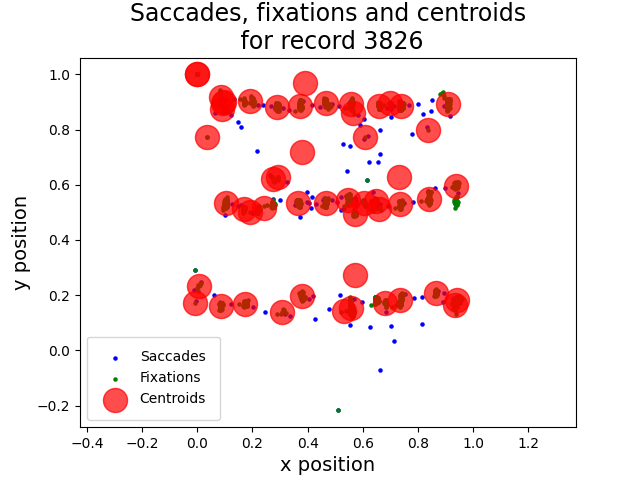 Saccades, fixations and centroids
for record 3826
y position
1.0
0.8
0.6
0.4
0.2
0.0
−0.2
Saccades
Fixations
Centroids
−0.4
−0.2
0.0
0.2
0.4
0.6
0.8
1.0
1.2
x position